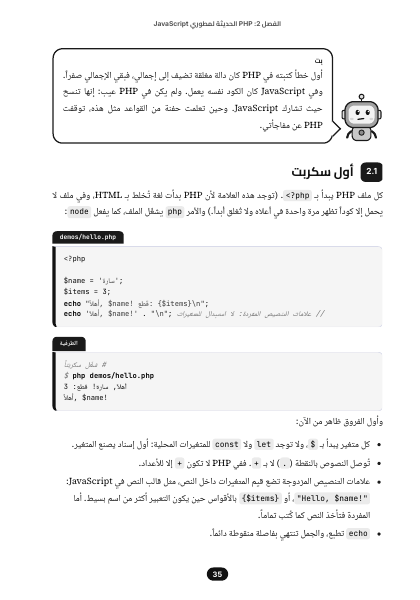 الفصل 2: PHP الحديثة لمطوري JavaScript
بت
أول خطأ كتبته في PHP كان دالة مغلقة تضيف إلى إجمالي، فبقي الإجمالي صفراً.
وفي JavaScript كان الكود نفسه يعمل. ولم يكن في PHP عيب: إنها تنسخ
حيث تشارك JavaScript. وحين تعلمت حفنة من القواعد مثل هذه، توقفت
PHP عن مفاجأتي.
2.1 أول سكربت
كل ملف PHP يبدأ بـ <?php. (توجد هذه العلامة لأن PHP بدأت لغة تُخلط بـ HTML، وفي ملف لا
يحمل إلا كوداً تظهر مرة واحدة في أعلاه ولا تُغلق أبداً.) والأمر php يشغّل الملف، كما يفعل node:
demos/hello.php
<?php
$name = 'سارة';
$items = 3;
echo "أهلاً, $name! قطع: {$items}\n";
echo 'أهلاً, $name!' . "\n"; // علامات التنصيص المفردة: لا استبدال للمتغيرات
الطرفية
# شغّل سكربتاً
$ php demos/hello.php
أهلاً, سارة! قطع: 3
أهلاً, $name!
وأول الفروق ظاهر من الآن:
• كل متغير يبدأ بـ $، ولا توجد let ولا const للمتغيرات المحلية: أول إسناد يصنع المتغير.
• تُوصل النصوص بالنقطة (.) لا بـ +. ففي PHP لا تكون + إلا للأعداد.
• علامات التنصيص المزدوجة تضع قيم المتغيرات داخل النص، مثل قالب النص في JavaScript:
"Hello, $name!"، أو {$items} بالأقواس حين يكون التعبير أكثر من اسم بسيط. أما
المفردة فتأخذ النص كما كُتب تماماً.
• echo تطبع، والجمل تنتهي بفاصلة منقوطة دائماً.
35